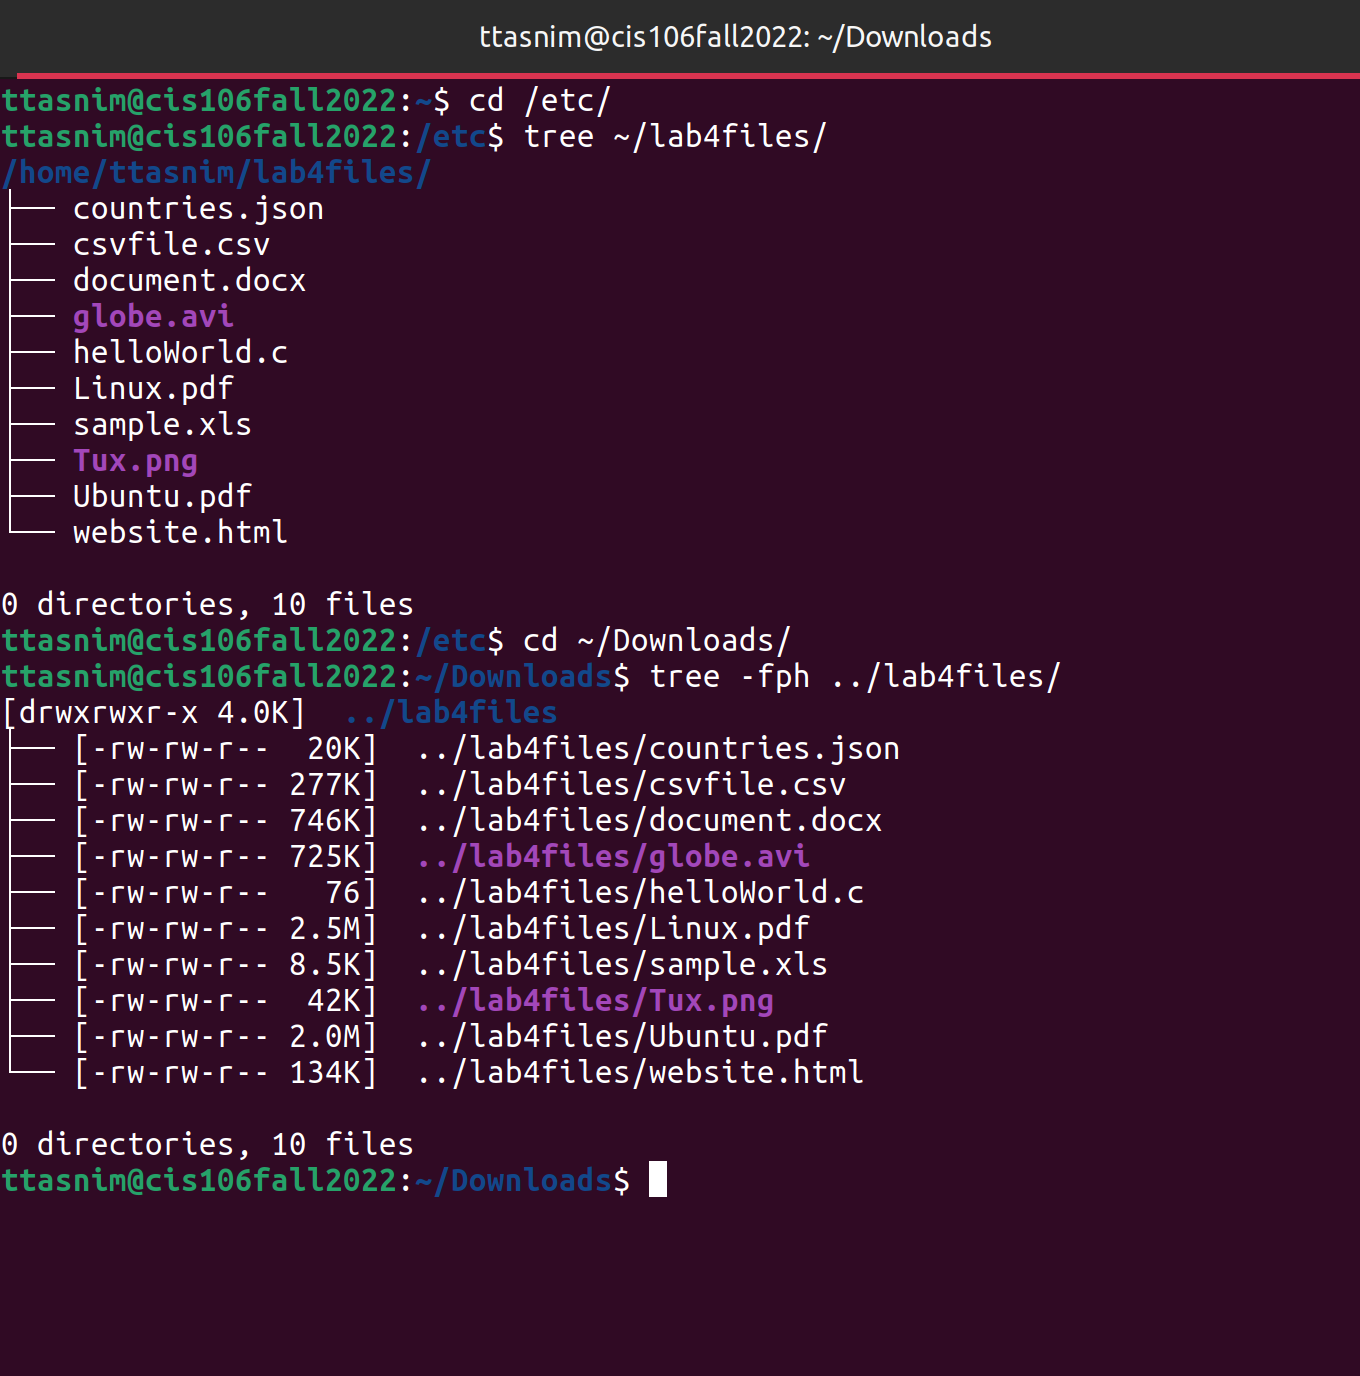 ttasnim@cis106fall2022: ~/Downloads
ttasnim@cis106fall2022:~$ cd /etc/
ttasnim@cis106fall2022:/etc$ tree ~/lab4files/
/home/ttasnim/lab4files/
├── countries.json
├── csvfile.csv
├── document.docx
├── globe.avi
├── helloWorld.c
├── Linux.pdf
├── sample.xls
├── Tux.png
├── Ubuntu.pdf
└── website.html

0 directories, 10 files
ttasnim@cis106fall2022:/etc$ cd ~/Downloads/
ttasnim@cis106fall2022:~/Downloads$ tree -fph ../lab4files/
[drwxrwxr-x 4.0K]  ../lab4files
├── [-rw-rw-r--  20K]  ../lab4files/countries.json
├── [-rw-rw-r-- 277K]  ../lab4files/csvfile.csv
├── [-rw-rw-r-- 746K]  ../lab4files/document.docx
├── [-rw-rw-r-- 725K]  ../lab4files/globe.avi
├── [-rw-rw-r--   76]  ../lab4files/helloWorld.c
├── [-rw-rw-r-- 2.5M]  ../lab4files/Linux.pdf
├── [-rw-rw-r-- 8.5K]  ../lab4files/sample.xls
├── [-rw-rw-r--  42K]  ../lab4files/Tux.png
├── [-rw-rw-r-- 2.0M]  ../lab4files/Ubuntu.pdf
└── [-rw-rw-r-- 134K]  ../lab4files/website.html

0 directories, 10 files
ttasnim@cis106fall2022:~/Downloads$